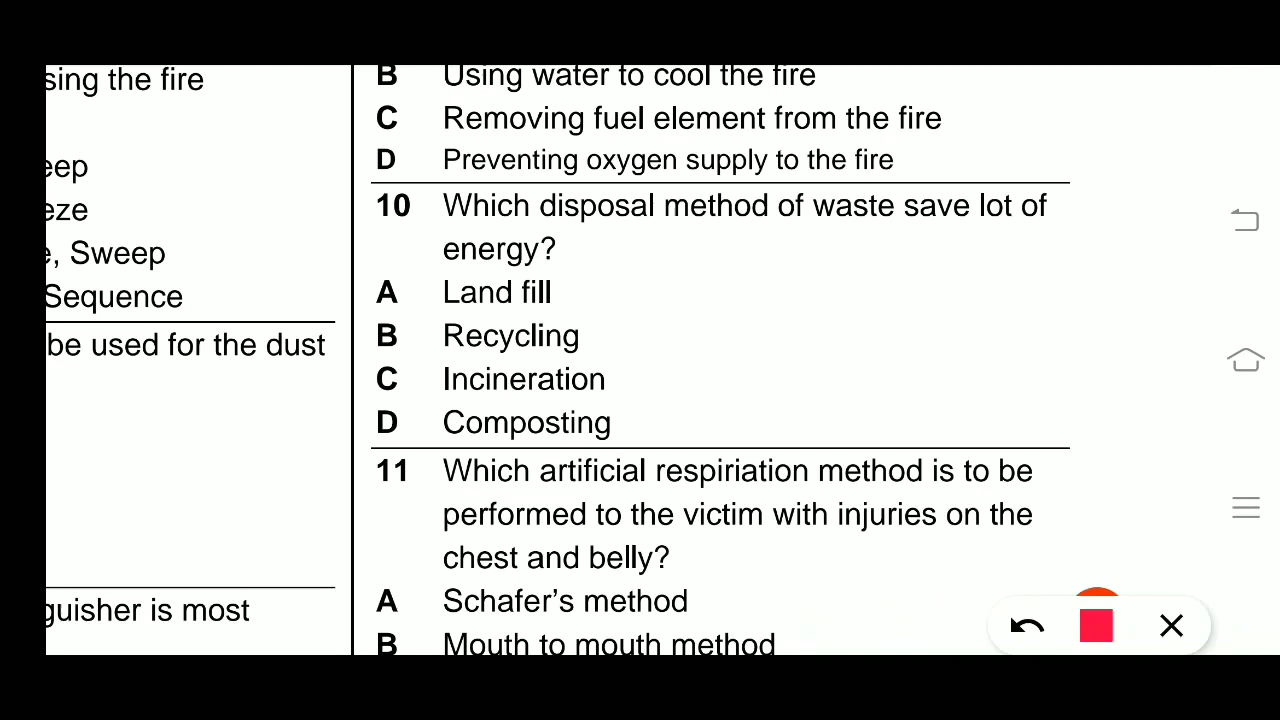 sing the fire
eep
eze
e, Sweep
Sequence
be used for the dust
guisher is most
B Using water to cool the fire
C Removing fuel element from the fire
D Preventing oxygen supply to the fire
10 Which disposal method of waste save lot of
energy?
A Land fill
B Recycling
C Incineration
D Composting
11 Which artificial respiriation method is to be
performed to the victim with injuries on the
chest and belly?
A Schafer’s method
B Mouth to mouth method